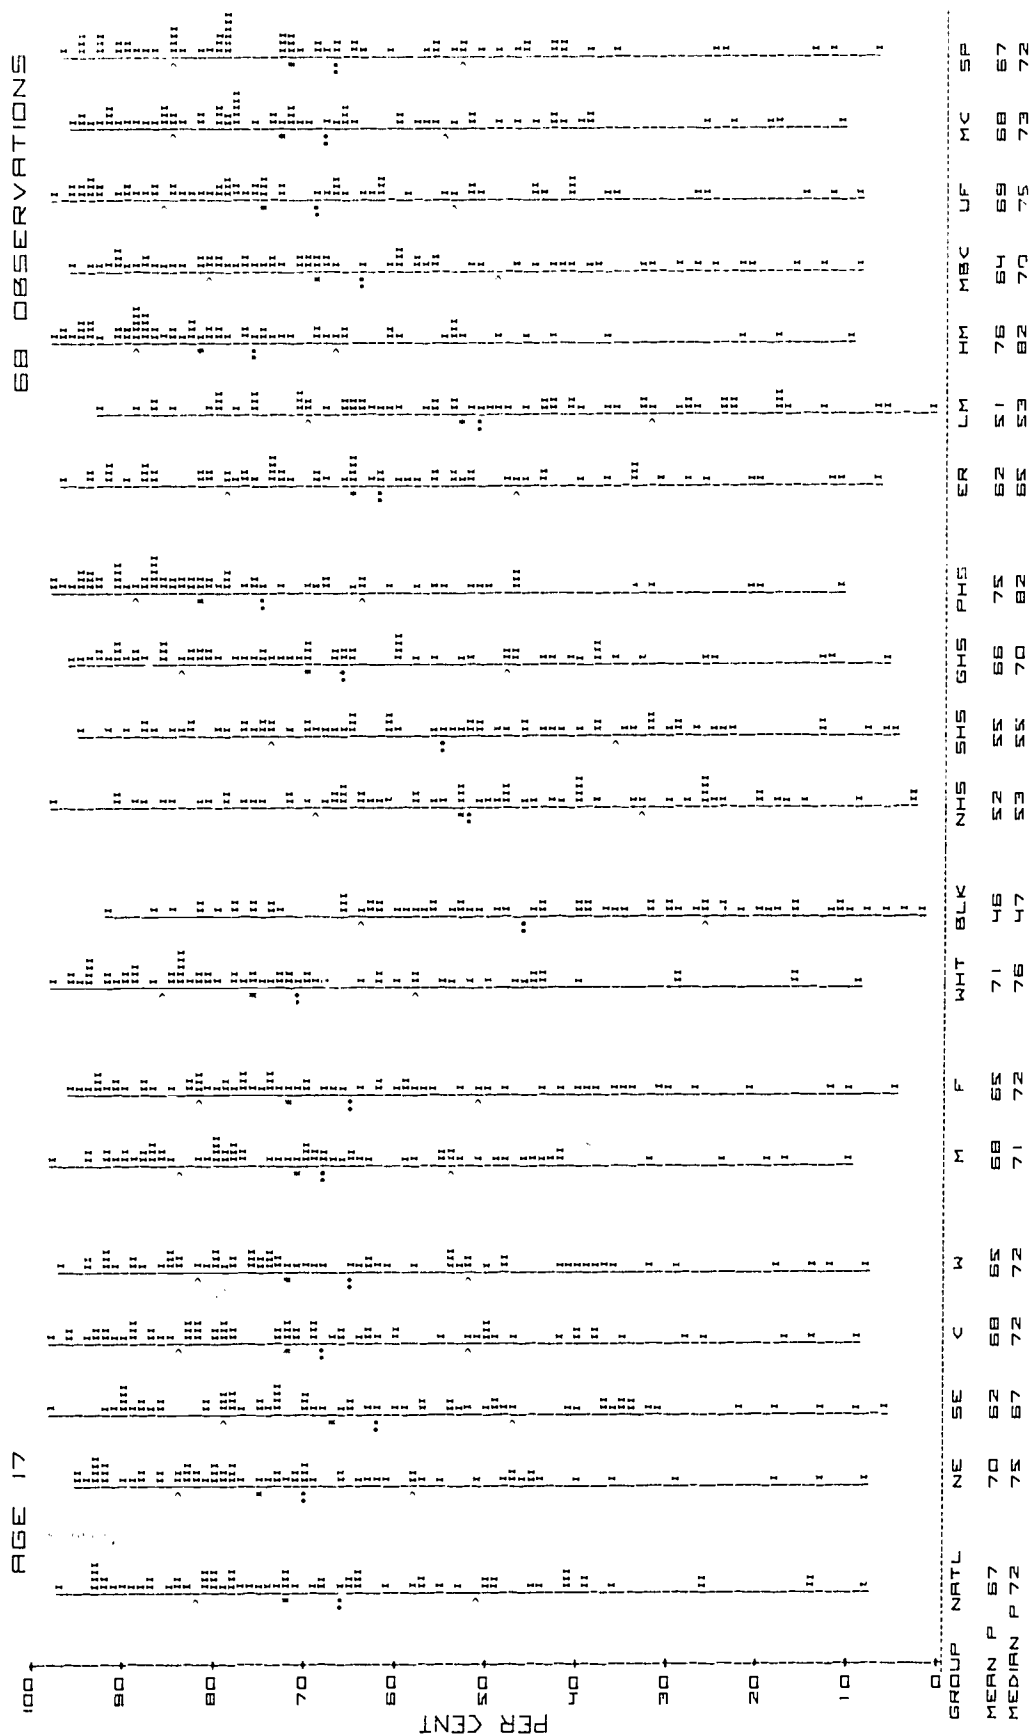 AGE 17 68 OBSERVATIONS
100
90
80
70
60
50
40
30
20
10
0
PER CENT
GROUP NATL NE SE C W M F WHT BLK NHS SHS GHS PHS ER LM HM MBC UF MC SP
MEAN P 67 70 62 68 65 68 65 71 46 52 55 66 75 62 51 76 64 69 68 67
MEDIAN P 72 75 67 72 72 71 72 76 47 53 56 70 82 65 53 82 70 75 73 72